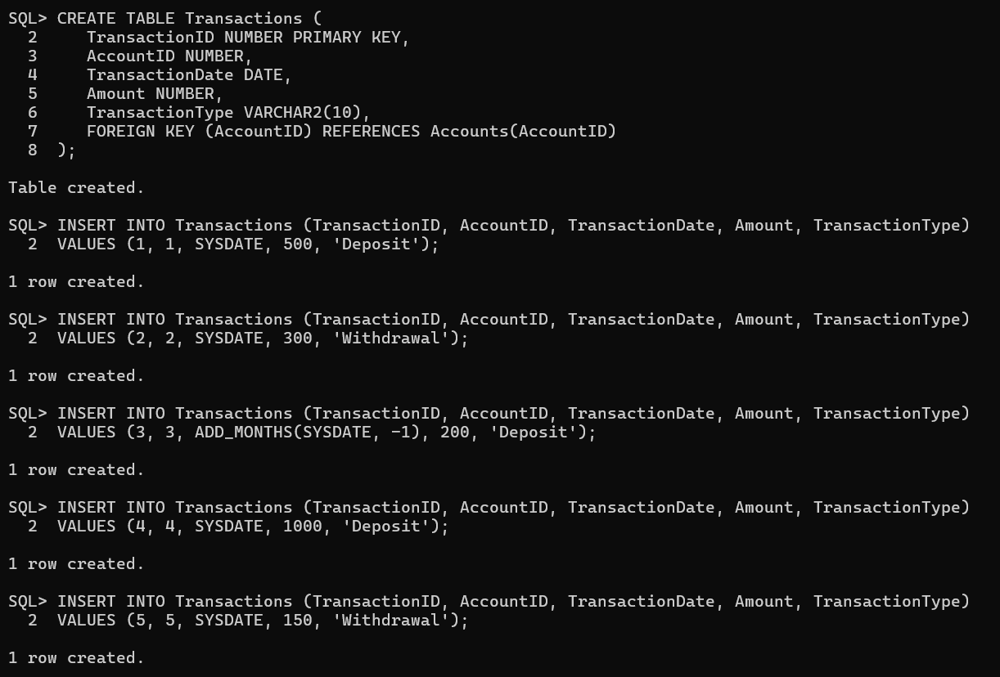 SQL> CREATE TABLE Transactions (
  2     TransactionID NUMBER PRIMARY KEY,
  3     AccountID NUMBER,
  4     TransactionDate DATE,
  5     Amount NUMBER,
  6     TransactionType VARCHAR2(10),
  7     FOREIGN KEY (AccountID) REFERENCES Accounts(AccountID)
  8  );

Table created.

SQL> INSERT INTO Transactions (TransactionID, AccountID, TransactionDate, Amount, TransactionType)
  2  VALUES (1, 1, SYSDATE, 500, 'Deposit');

1 row created.

SQL> INSERT INTO Transactions (TransactionID, AccountID, TransactionDate, Amount, TransactionType)
  2  VALUES (2, 2, SYSDATE, 300, 'Withdrawal');

1 row created.

SQL> INSERT INTO Transactions (TransactionID, AccountID, TransactionDate, Amount, TransactionType)
  2  VALUES (3, 3, ADD_MONTHS(SYSDATE, -1), 200, 'Deposit');

1 row created.

SQL> INSERT INTO Transactions (TransactionID, AccountID, TransactionDate, Amount, TransactionType)
  2  VALUES (4, 4, SYSDATE, 1000, 'Deposit');

1 row created.

SQL> INSERT INTO Transactions (TransactionID, AccountID, TransactionDate, Amount, TransactionType)
  2  VALUES (5, 5, SYSDATE, 150, 'Withdrawal');

1 row created.